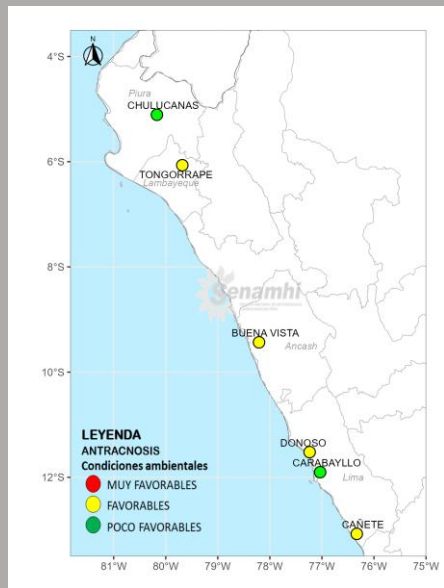 N
4°S
Piura
CHULUCANAS
6°S
TONGORRAPE
Lambayeque
8°S
Senamhi
BUENA VISTA
Ancash
10°S
DONOSO
CARABAYLLO
12°S
Lima
CAÑETE
LEYENDA
ANTRACNOSIS
Condiciones ambientales
MUY FAVORABLES
FAVORABLES
POCO FAVORABLES
81°W 80°W 79°W 78°W 77°W 76°W 75°W